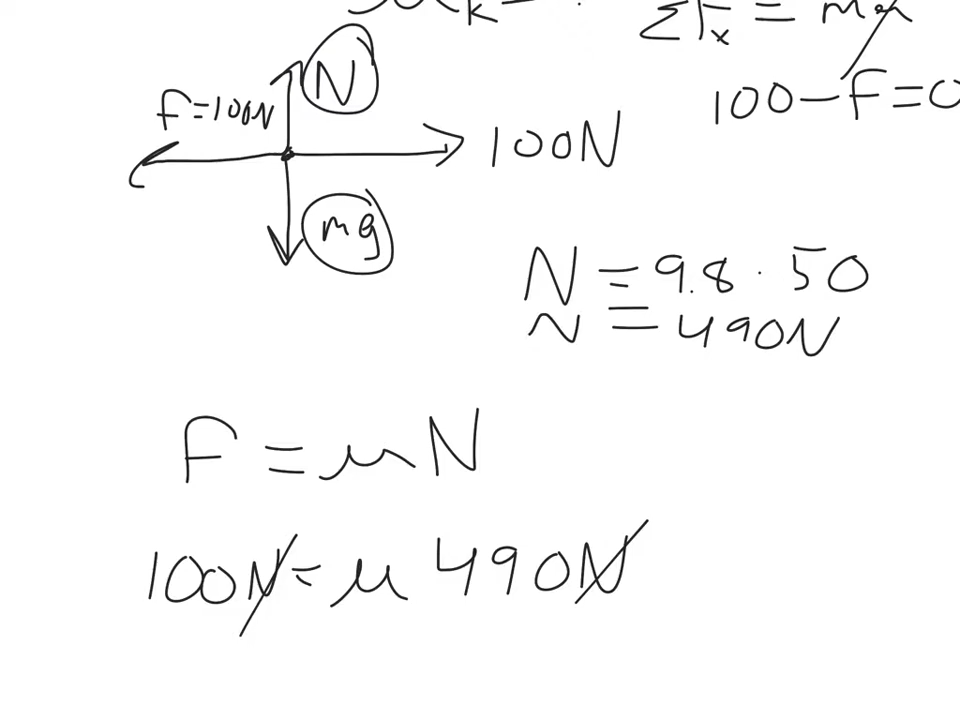 ΣFx = ma
100-F=0
N
F=100N
100N
mg
N = 9.8 · 50
N = 490N
F = μN
100N = μ 490N